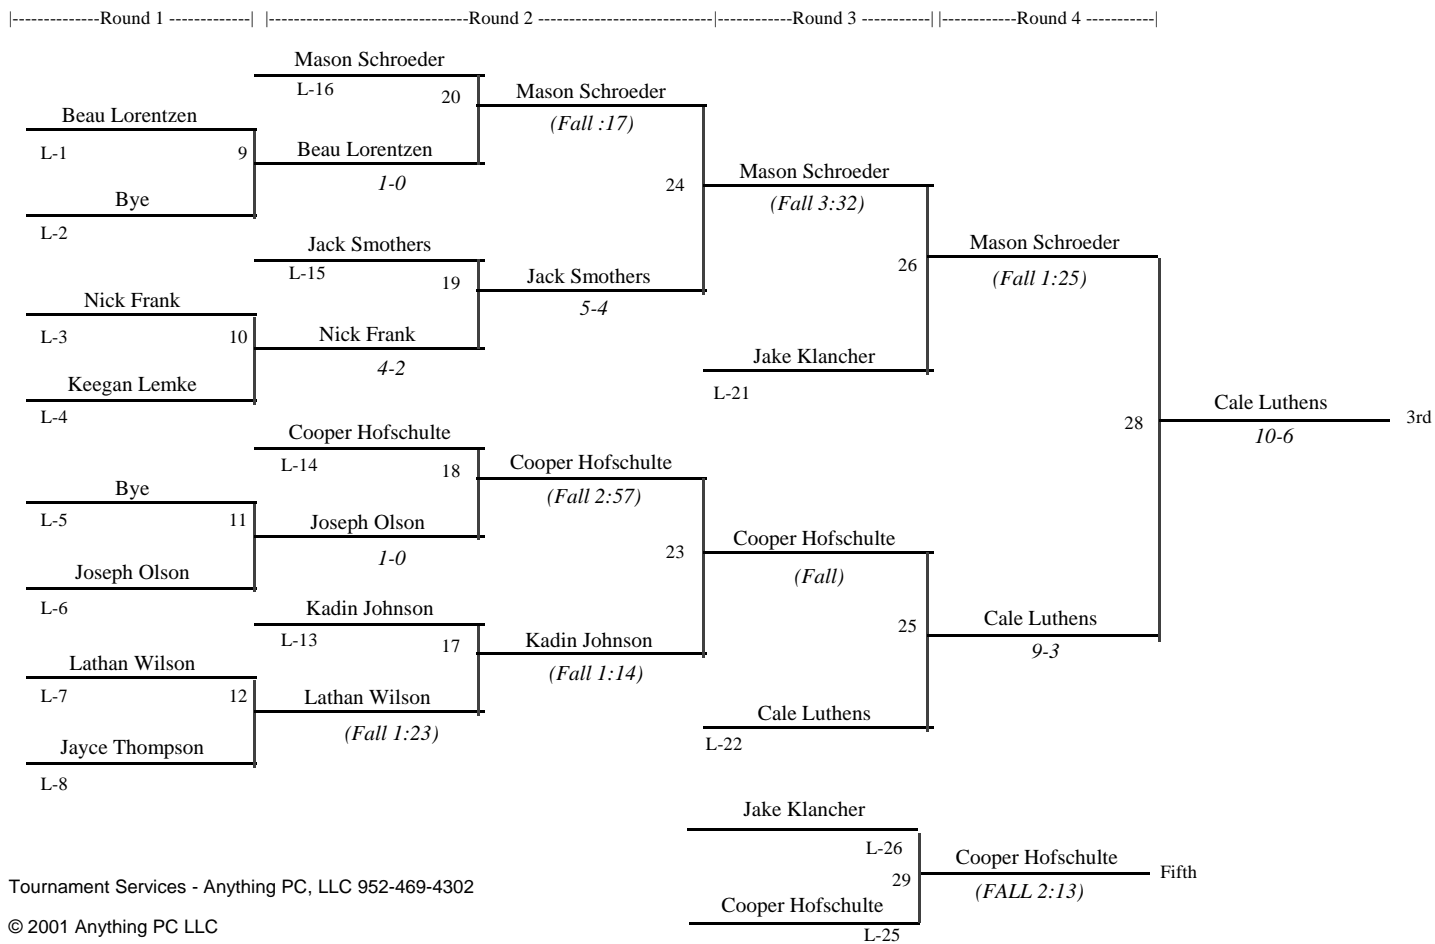 |--------------Round 1 -------------| |--------------------------------Round 2 ----------------------------|------------Round 3 -----------| |------------Round 4 -----------|
Mason Schroeder
L-16
20
Mason Schroeder
(Fall :17)
Beau Lorentzen
L-1
9
Beau Lorentzen
1-0
Bye
L-2
24
Mason Schroeder
(Fall 3:32)
Jack Smothers
L-15
19
Jack Smothers
5-4
Nick Frank
L-3
10
Nick Frank
4-2
Keegan Lemke
L-4
26
Mason Schroeder
(Fall 1:25)
Jake Klancher
L-21
Cooper Hofschulte
L-14
18
Cooper Hofschulte
(Fall 2:57)
28
Cale Luthens
10-6
3rd
Bye
L-5
11
Joseph Olson
1-0
Joseph Olson
L-6
23
Cooper Hofschulte
(Fall)
Kadin Johnson
L-13
17
Kadin Johnson
(Fall 1:14)
25
Cale Luthens
9-3
Lathan Wilson
L-7
12
Lathan Wilson
(Fall 1:23)
Jayce Thompson
L-8
Cale Luthens
L-22
Jake Klancher
L-26
29
Cooper Hofschulte
(FALL 2:13)
Fifth
Cooper Hofschulte
L-25
Tournament Services - Anything PC, LLC 952-469-4302
© 2001 Anything PC LLC